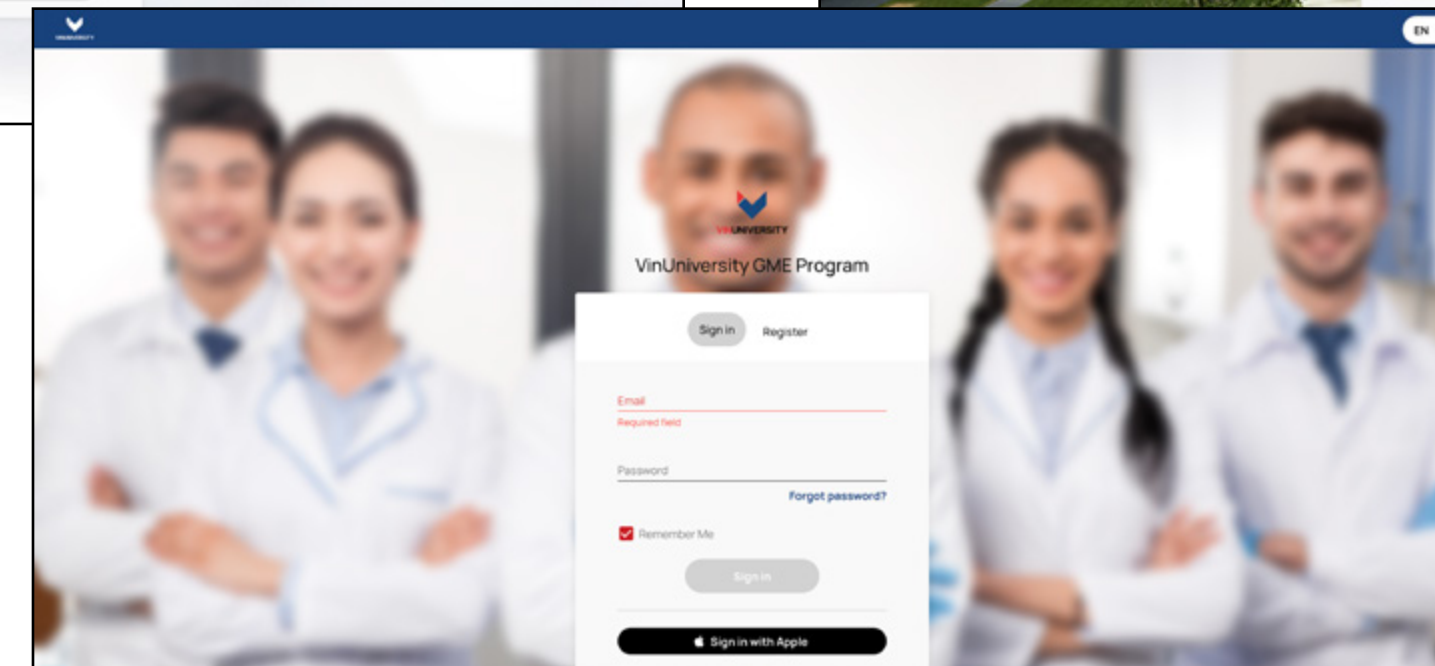 VINUNIVERSITY
EN
VINUNIVERSITY
VinUniversity GME Program
Sign in
Register
Email
Required field
Password
Forgot password?
Remember Me
Sign in
Sign in with Apple